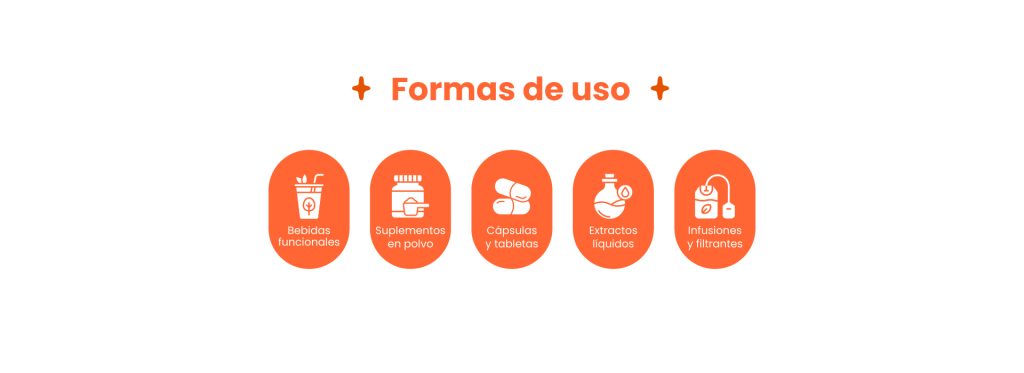 Formas de uso
Bebidas
funcionales
Suplementos
en polvo
Cápsulas
y tabletas
Extractos
líquidos
Infusiones
y filtrantes